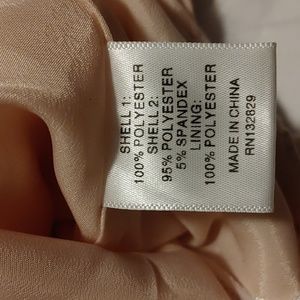 SHELL 1:
100% POLYESTER
SHELL 2:
95% POLYESTER
5% SPANDEX
LINING:
100% POLYESTER
MADE IN CHINA
RN132829